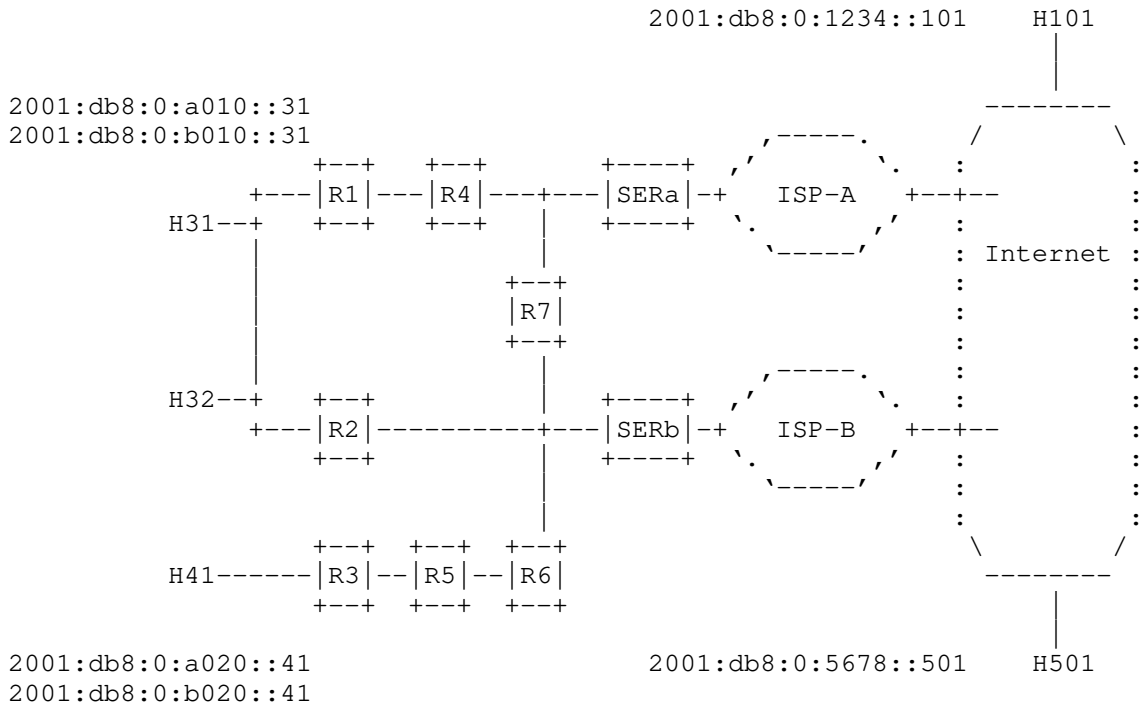 2001:db8:0:1234::101 H101
2001:db8:0:a010::31
2001:db8:0:b010::31
R1 R4 SERa ISP-A
H31
Internet
R7
H32
R2 SERb ISP-B
H41 R3 R5 R6
2001:db8:0:a020::41 2001:db8:0:5678::501 H501
2001:db8:0:b020::41